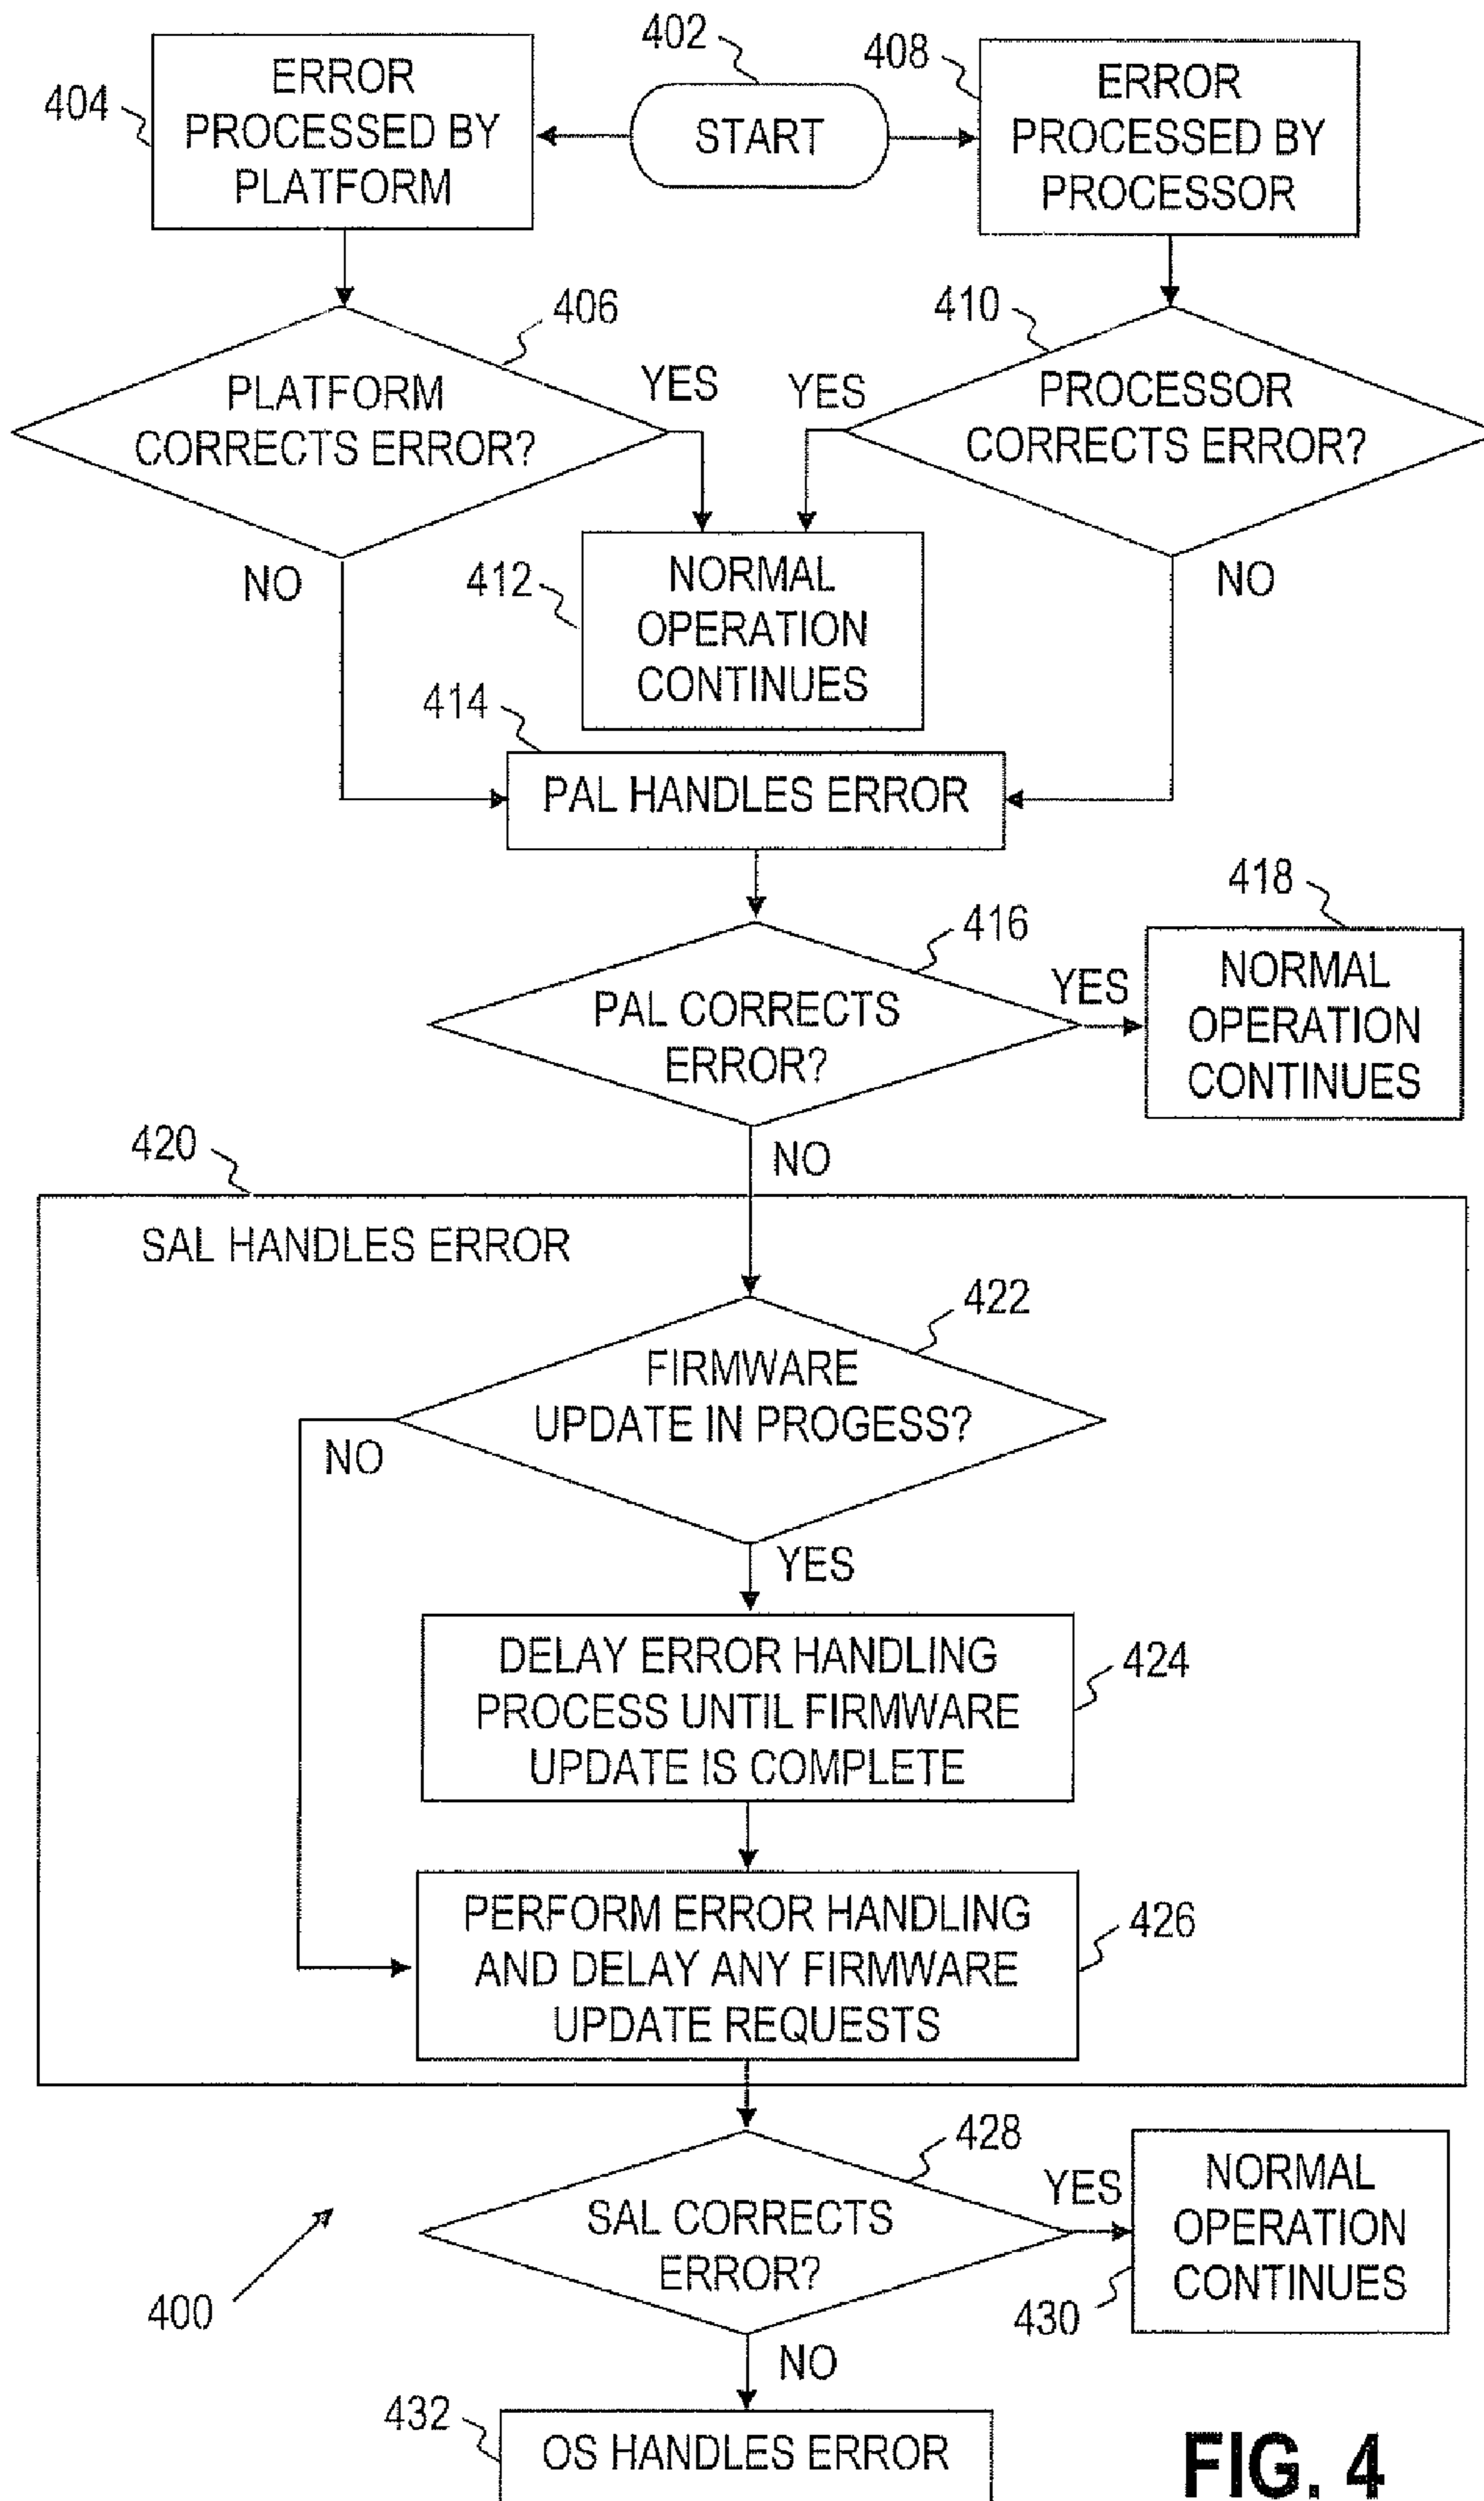 402
START
404
ERROR
PROCESSED BY
PLATFORM
408
ERROR
PROCESSED BY
PROCESSOR
406
PLATFORM
CORRECTS ERROR?
YES
NO
410
PROCESSOR
CORRECTS ERROR?
YES
NO
412
NORMAL
OPERATION
CONTINUES
414
PAL HANDLES ERROR
416
PAL CORRECTS
ERROR?
YES
418
NORMAL
OPERATION
CONTINUES
NO
420
SAL HANDLES ERROR
422
FIRMWARE
UPDATE IN PROGESS?
NO
YES
424
DELAY ERROR HANDLING
PROCESS UNTIL FIRMWARE
UPDATE IS COMPLETE
426
PERFORM ERROR HANDLING
AND DELAY ANY FIRMWARE
UPDATE REQUESTS
428
SAL CORRECTS
ERROR?
YES
430
NORMAL
OPERATION
CONTINUES
400
NO
432
OS HANDLES ERROR
FIG. 4